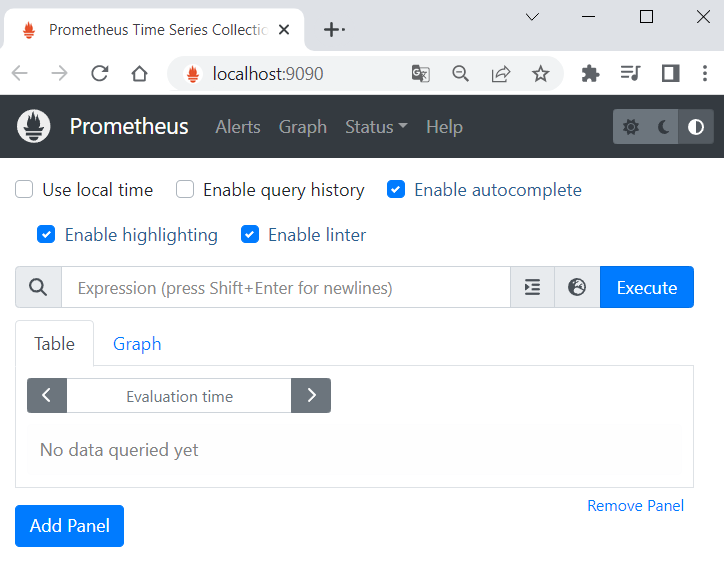 Prometheus Time Series Collectio
localhost:9090
Prometheus Alerts Graph Status Help
Use local time Enable query history Enable autocomplete
Enable highlighting Enable linter
Expression (press Shift+Enter for newlines) Execute
Table Graph
Evaluation time
No data queried yet
Remove Panel
Add Panel